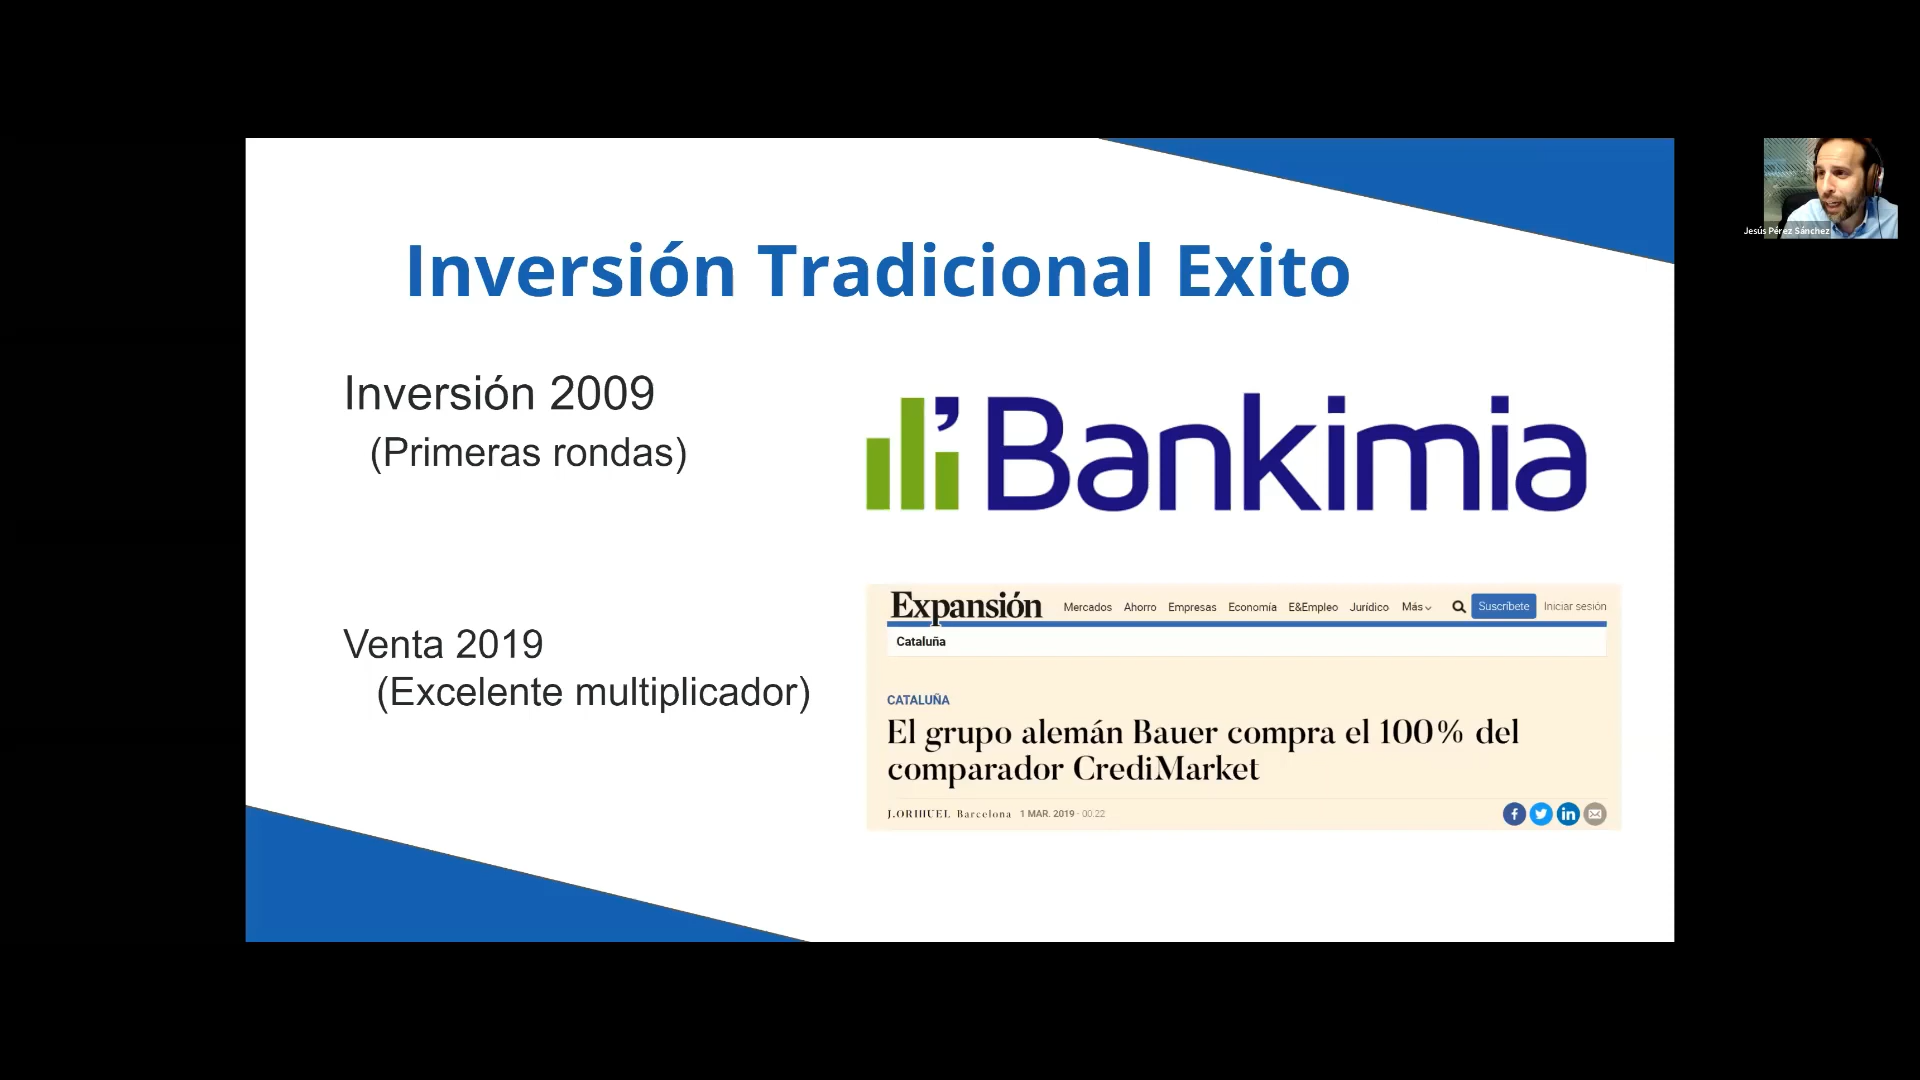 Jesús Pérez Sánchez
Inversión Tradicional Exito
Inversión 2009
(Primeras rondas)
Bankimia
Venta 2019
(Excelente multiplicador)
Expansión Mercados Ahorro Empresas Economía E&Empleo Jurídico Más Suscríbete Iniciar sesión
Cataluña
CATALUÑA
El grupo alemán Bauer compra el 100% del
comparador CrediMarket
J.ORIHUEL Barcelona 1 MAR. 2019 - 00:22